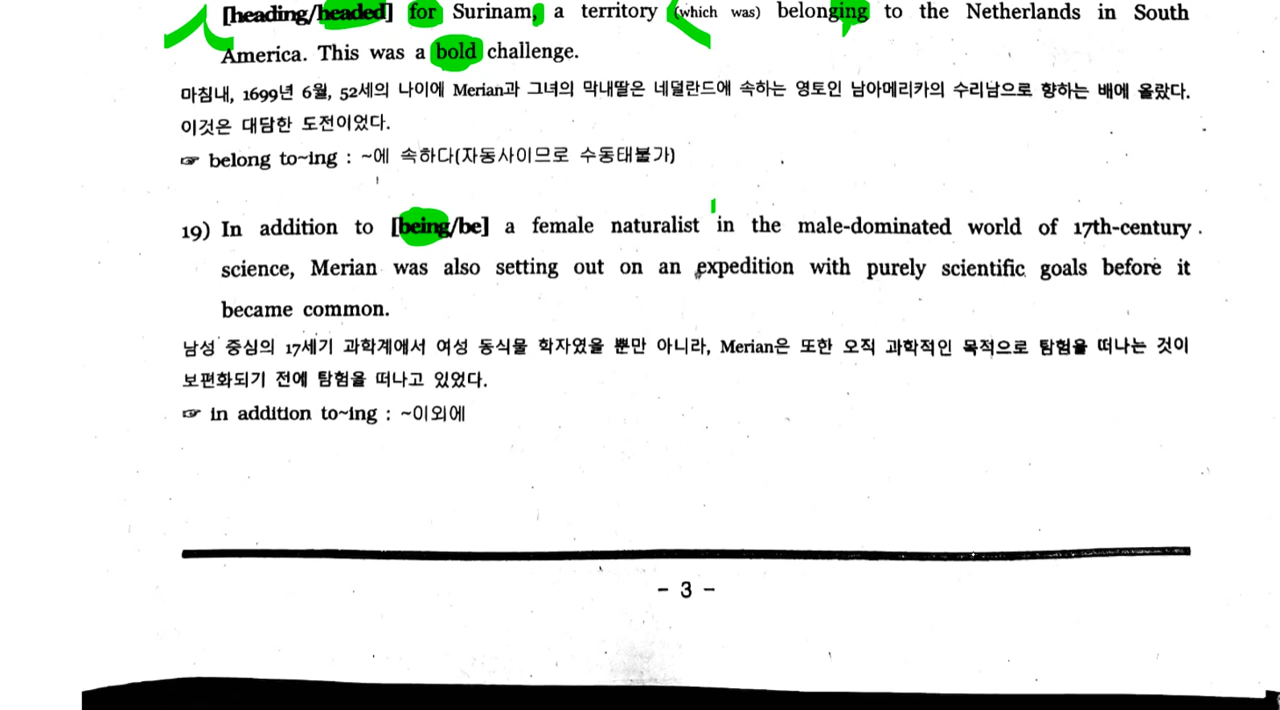 [heading/headed] for Surinam, a territory (which was) belonging to the Netherlands in South
America. This was a bold challenge.
마침내, 1699년 6월, 52세의 나이에 Merian과 그녀의 막내딸은 네덜란드에 속하는 영토인 남아메리카의 수리남으로 향하는 배에 올랐다.
이것은 대담한 도전이었다.
☞ belong to~ing : ~에 속하다(자동사이므로 수동태불가)
19) In addition to [being/be] a female naturalist in the male-dominated world of 17th-century
science, Merian was also setting out on an expedition with purely scientific goals before it
became common.
남성 중심의 17세기 과학계에서 여성 동식물 학자였을 뿐만 아니라, Merian은 또한 오직 과학적인 목적으로 탐험을 떠나는 것이
보편화되기 전에 탐험을 떠나고 있었다.
☞ in addition to~ing : ~이외에
- 3 -